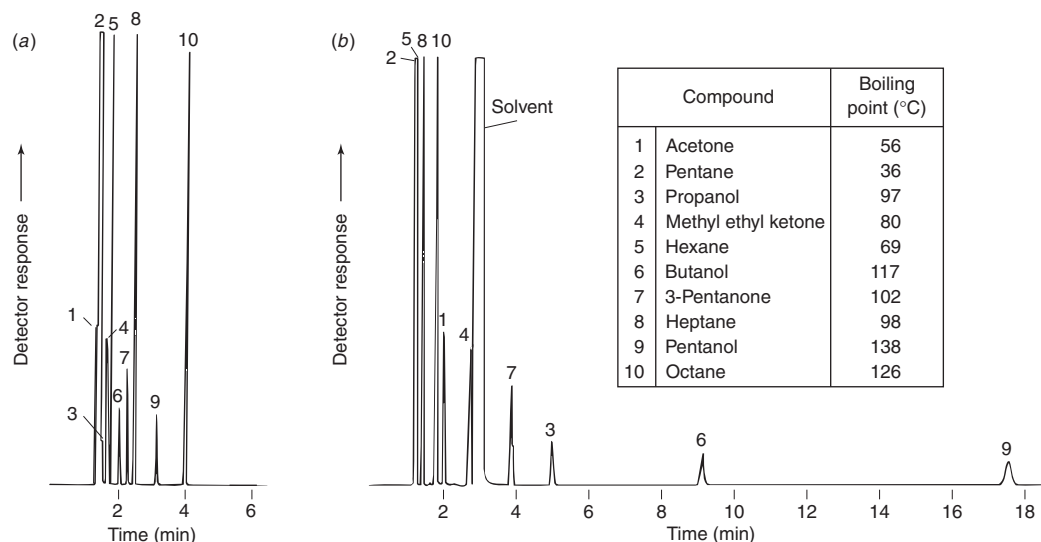 (a)
2 5 8
10
1
4
7
3
6
9
Detector response
2 4 6
Time (min)
(b)
5 8 10
2
Solvent
1
4
7
3
6
9
Detector response
2 4 6 8 10 12 14 16 18
Time (min)
Compound Boiling
point (°C)
1 Acetone 56
2 Pentane 36
3 Propanol 97
4 Methyl ethyl ketone 80
5 Hexane 69
6 Butanol 117
7 3-Pentanone 102
8 Heptane 98
9 Pentanol 138
10 Octane 126